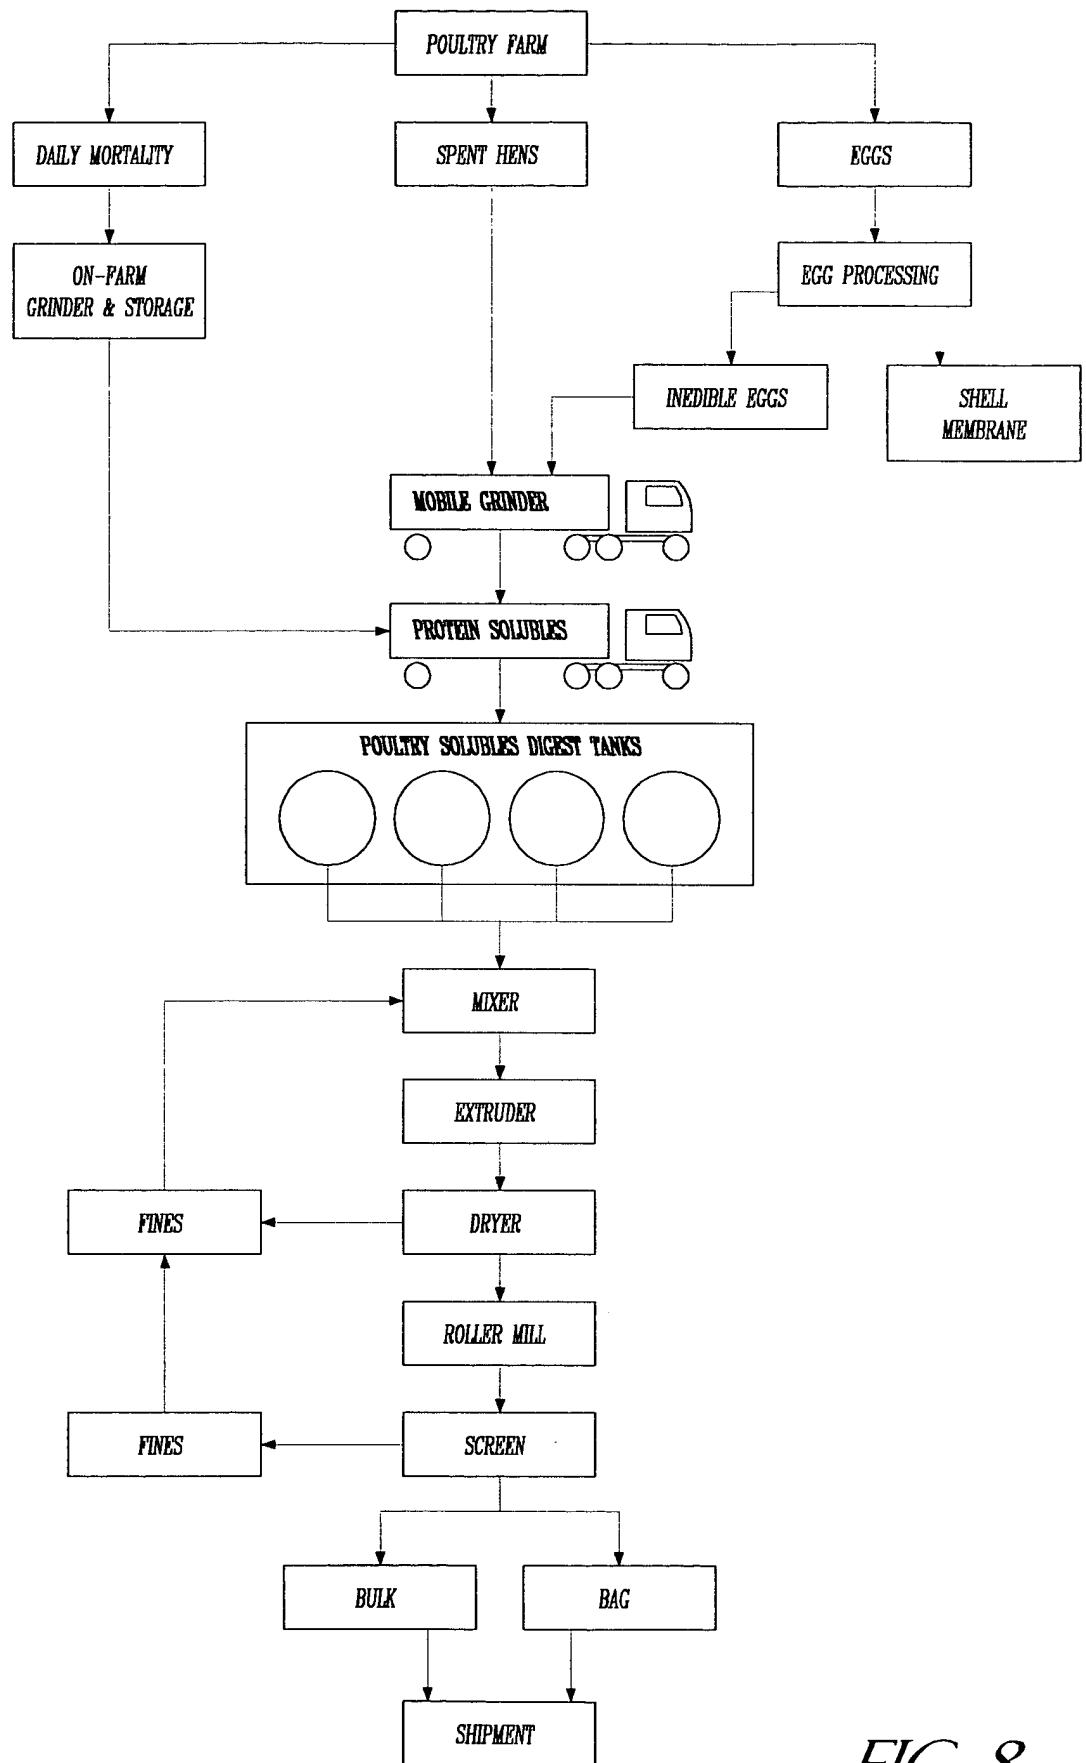 POULTRY FARM
DAILY MORTALITY
SPENT HENS
EGGS
ON-FARM
GRINDER & STORAGE
EGG PROCESSING
INEDIBLE EGGS
SHELL
MEMBRANE
MOBILE GRINDER
PROTEIN SOLUBLES
POULTRY SOLUBLES DIGEST TANKS
MIXER
EXTRUDER
FINES
DRYER
ROLLER MILL
FINES
SCREEN
BULK
BAG
SHIPMENT
FIG. 8